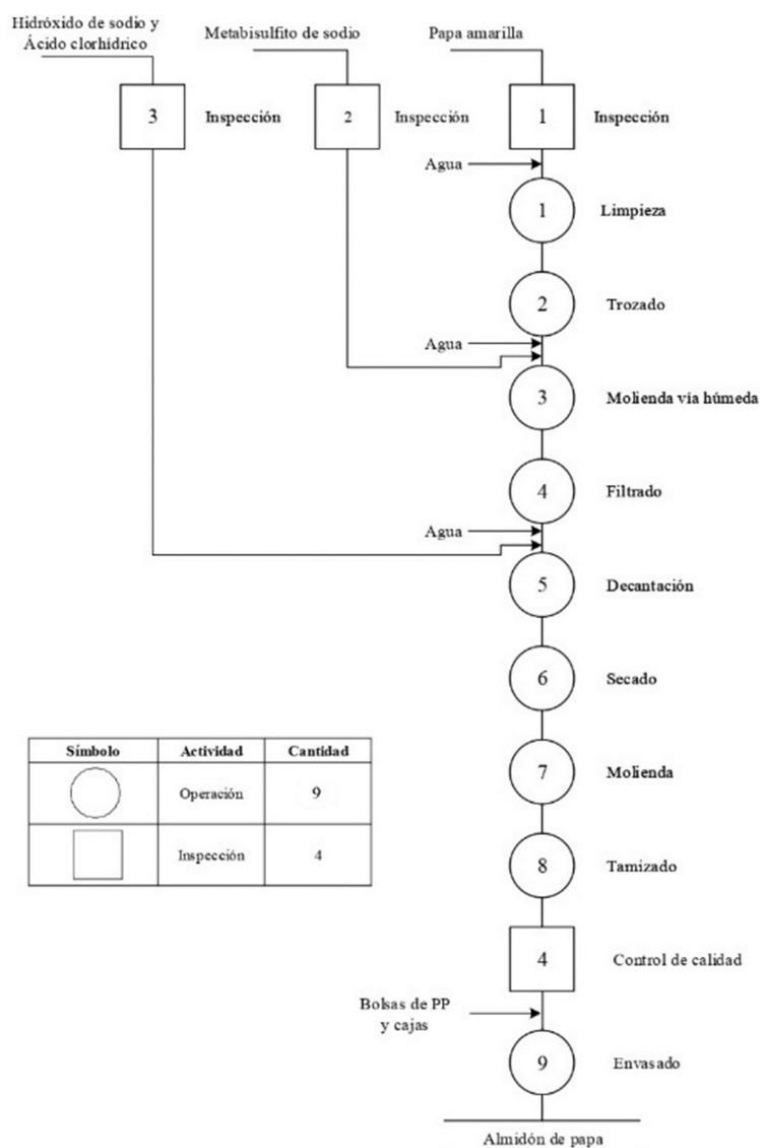 Hidróxido de sodio y
Ácido clorhídrico
Metabisulfito de sodio
Papa amarilla
3
Inspección
2
Inspección
1
Inspección
Agua
1
Limpieza
2
Trozado
Agua
3
Molienda vía húmeda
4
Filtrado
Agua
5
Decantación
6
Secado
7
Molienda
8
Tamizado
4
Control de calidad
Bolsas de PP
y cajas
9
Envasado
Almidón de papa
Símbolo Actividad Cantidad
Operación 9
Inspección 4